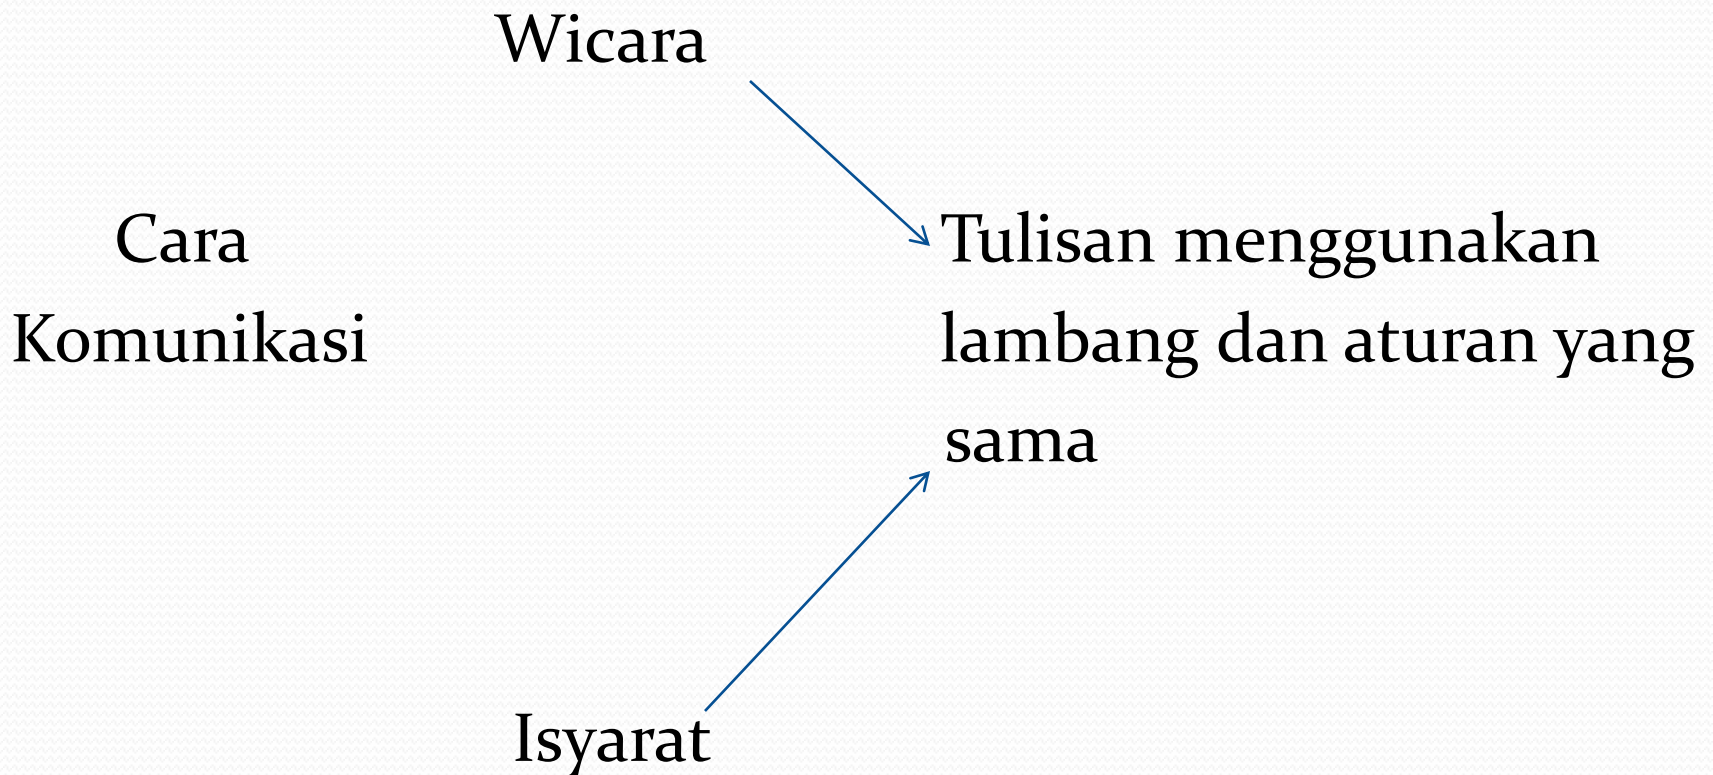 Wicara
Cara
Komunikasi
Tulisan menggunakan
lambang dan aturan yang
sama
Isyarat